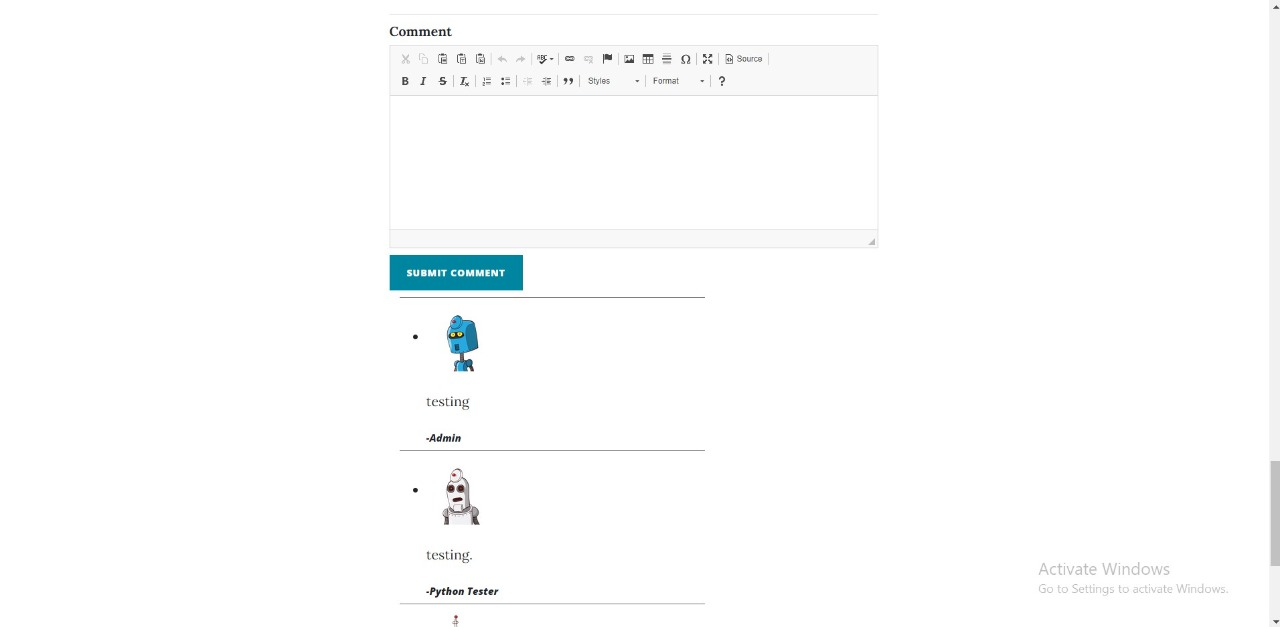 Comment
ABC Source
B I S Styles Format ?
SUBMIT COMMENT
testing
-Admin
testing.
-Python Tester
Activate Windows
Go to Settings to activate Windows.